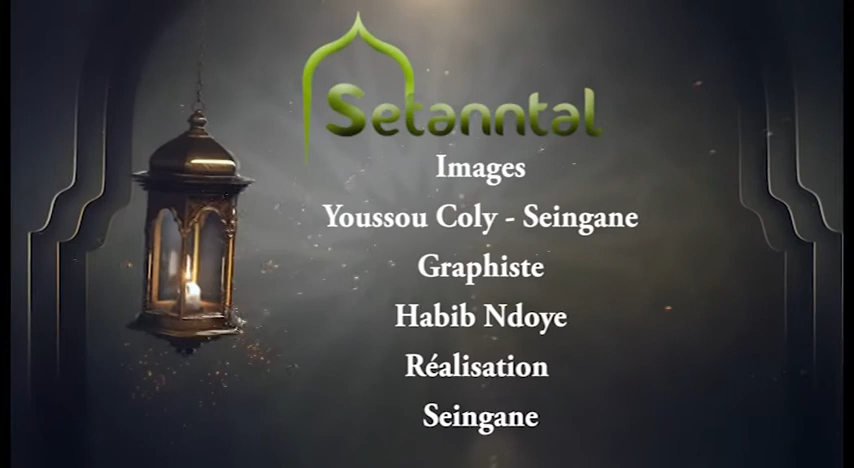 Setanntal
Images
Youssou Coly - Seingane
Graphiste
Habib Ndoye
Réalisation
Seingane